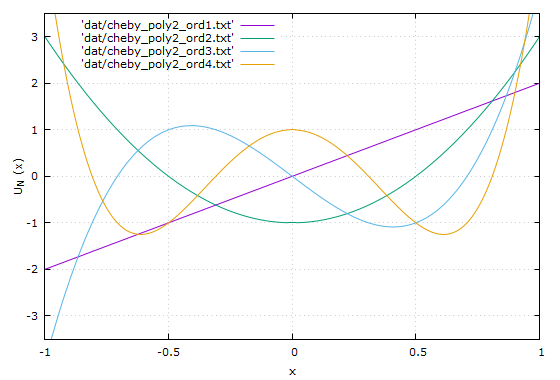 'dat/cheby_poly2_ord1.txt'
'dat/cheby_poly2_ord2.txt'
'dat/cheby_poly2_ord3.txt'
'dat/cheby_poly2_ord4.txt'
3
2
1
0
-1
-2
-3
U_N (x)
-1 -0.5 0 0.5 1
x